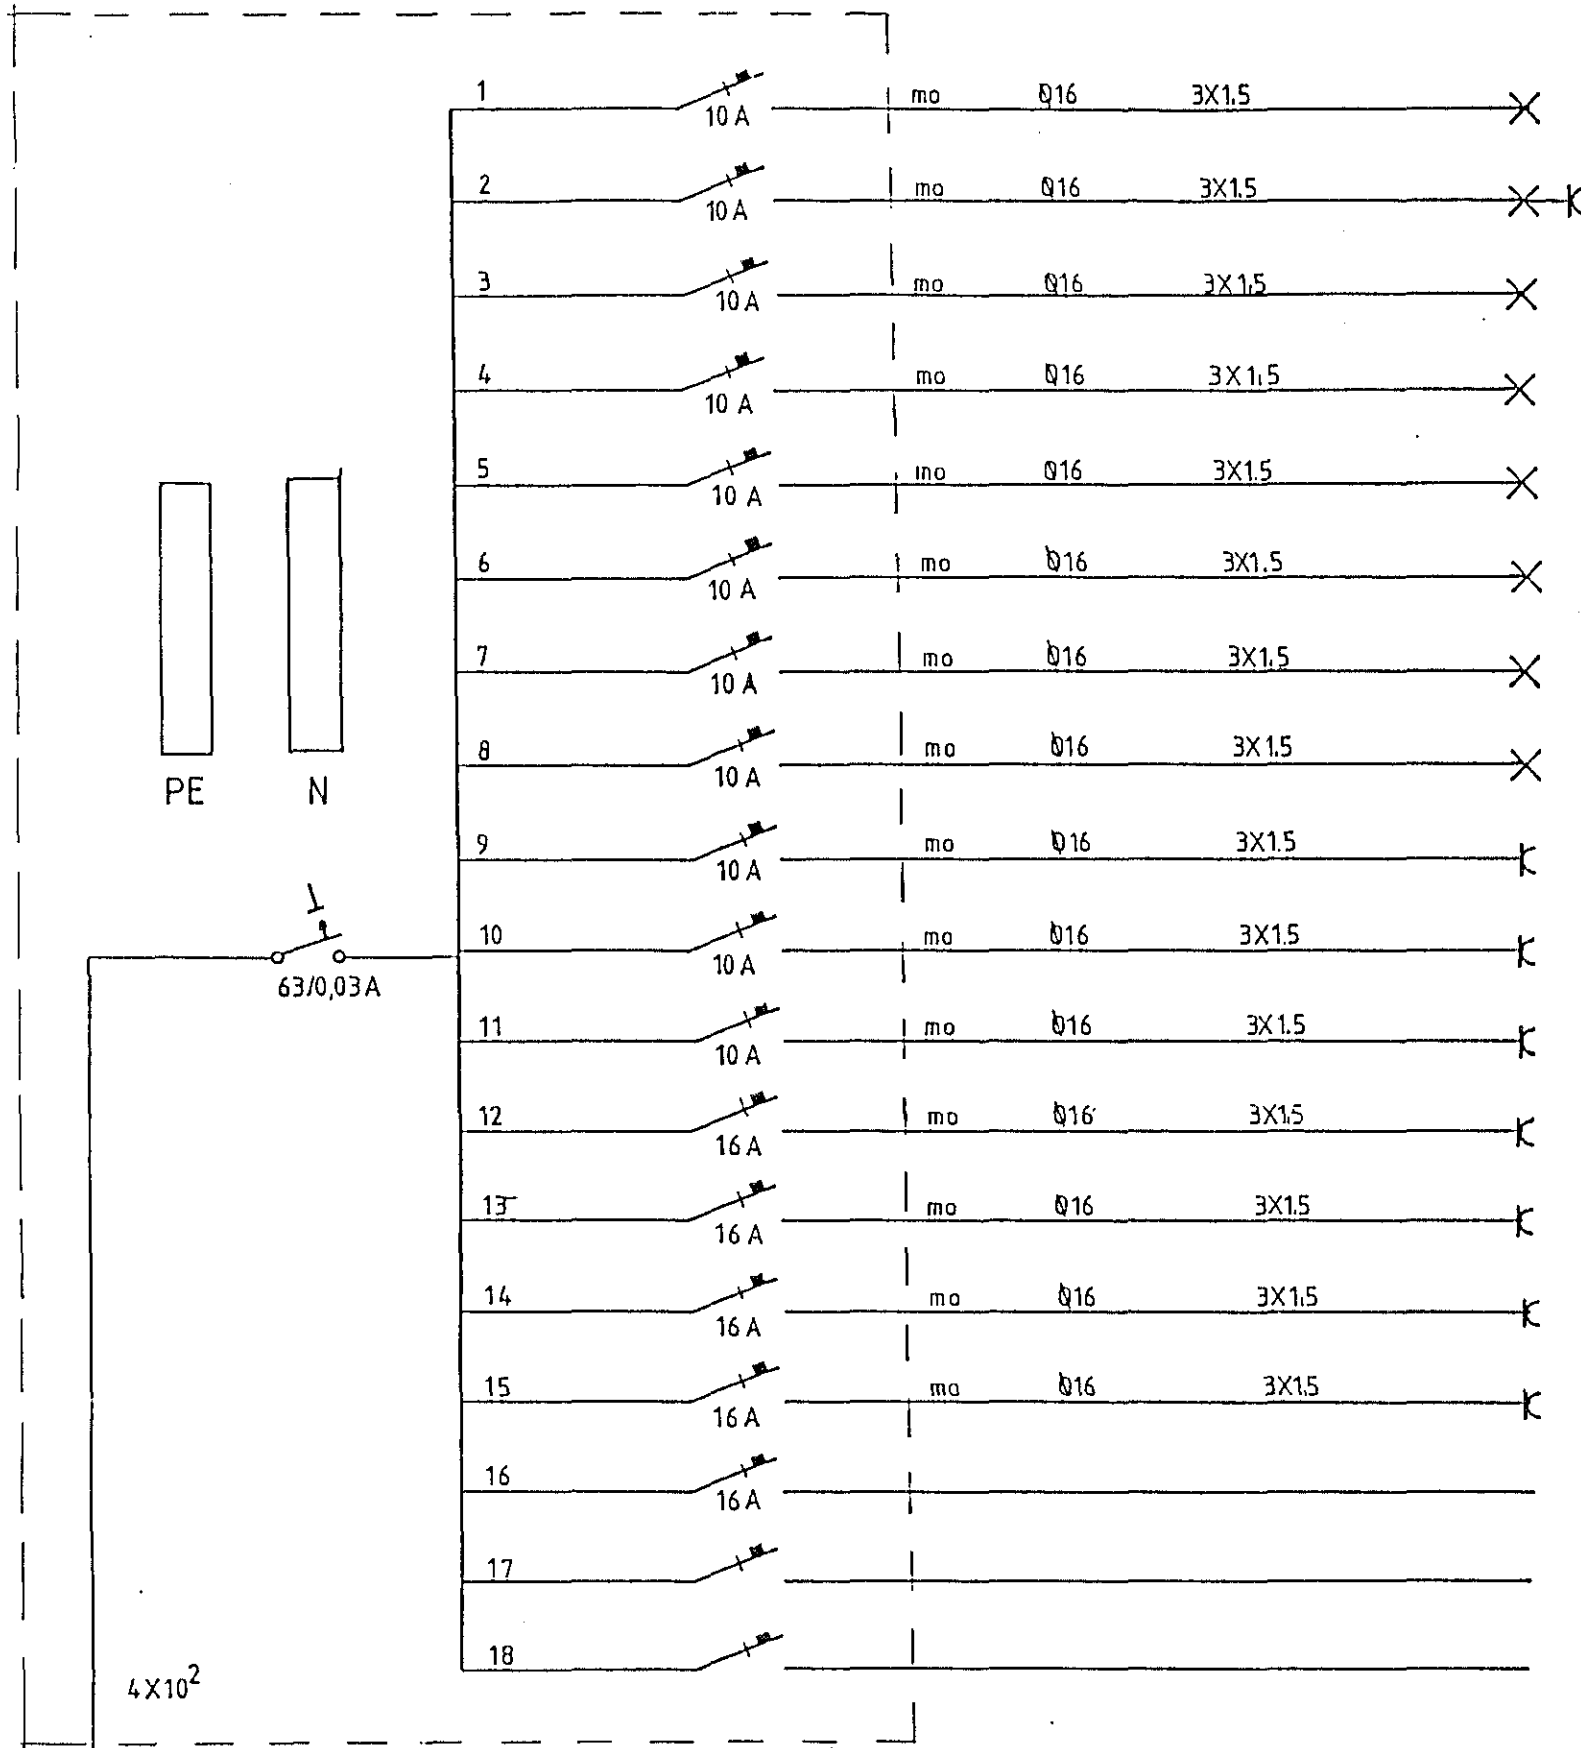 1 10 A mo Ø16 3X1.5
2 10 A mo Ø16 3X1.5
3 10 A mo Ø16 3X1,5
4 10 A mo Ø16 3X1,5
5 10 A mo Ø16 3X1.5
6 10 A mo Ø16 3X1.5
7 10 A mo Ø16 3X1.5
8 10 A mo Ø16 3X1.5
PE N
9 10 A mo Ø16 3X1.5
10 10 A mo Ø16 3X1.5
63/0,03 A
11 10 A mo Ø16 3X1.5
12 16 A mo Ø16 3X1.5
13 16 A mo Ø16 3X1.5
14 16 A mo Ø16 3X1,5
15 16 A mo Ø16 3X1.5
16 16 A
17
18
4X10²